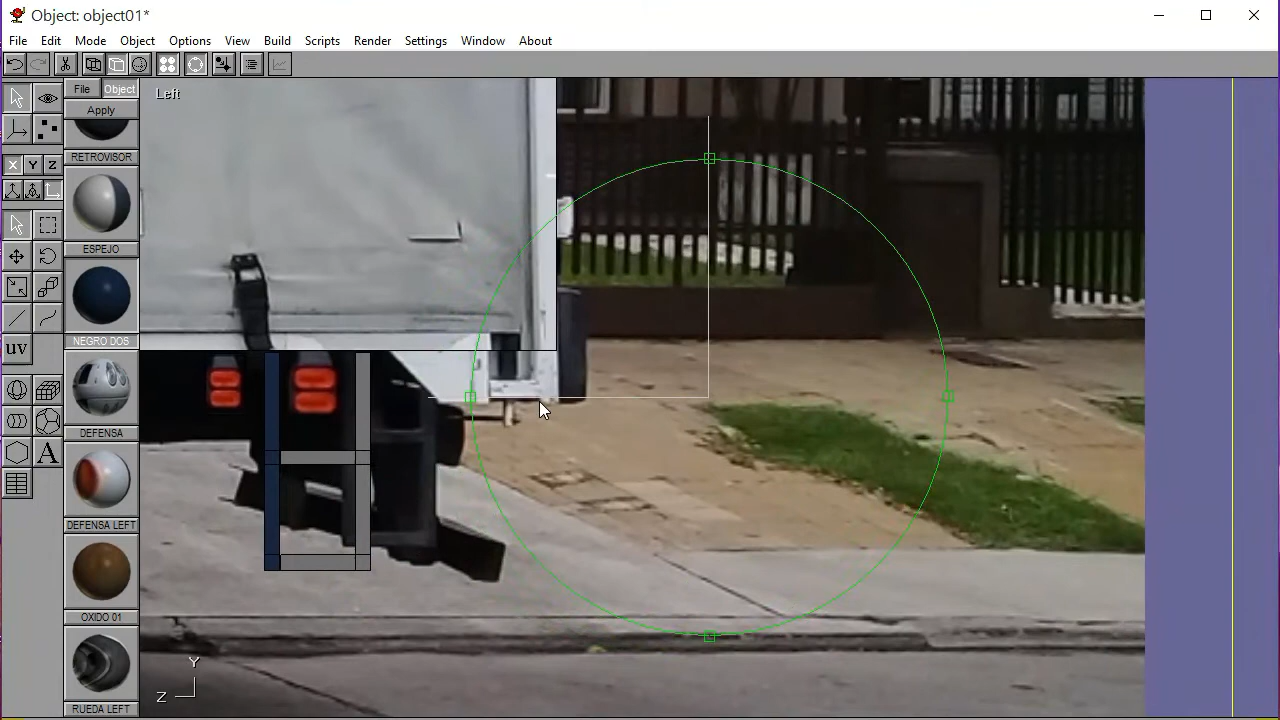 Object: object01*
File Edit Mode Object Options View Build Scripts Render Settings Window About
File Object
Apply
Left
RETROVISOR
X Y Z
ESPEJO
NEGRO DOS
UV
DEFENSA
A
DEFENSA LEFT
OXIDO 01
Y
Z
RUEDA LEFT